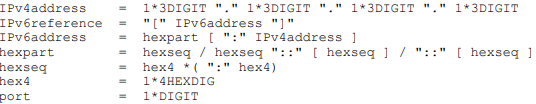 IPv4address = 1*3DIGIT "." 1*3DIGIT "." 1*3DIGIT "." 1*3DIGIT
IPv6reference = "[" IPv6address "]"
IPv6address = hexpart [ ":" IPv4address ]
hexpart = hexseq / hexseq "::" [ hexseq ] / "::" [ hexseq ]
hexseq = hex4 *( ":" hex4)
hex4 = 1*4HEXDIG
port = 1*DIGIT